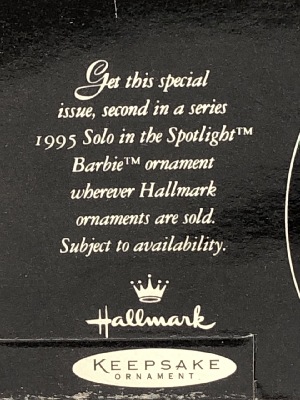 Get this special
issue, second in a series
1995 Solo in the Spotlight™
Barbie™ ornament
wherever Hallmark
ornaments are sold.
Subject to availability.
Hallmark
KEEPSAKE
ORNAMENT